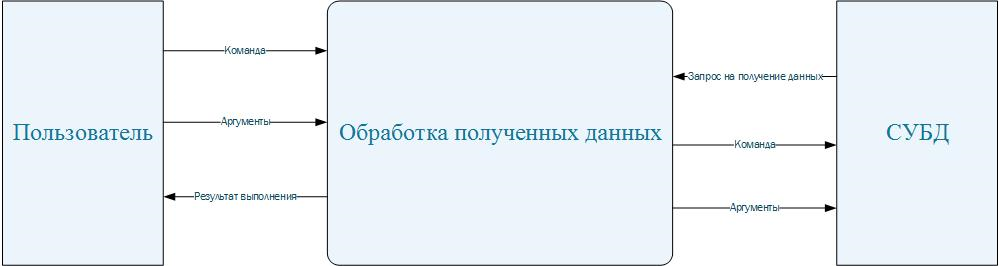 Команда
Запрос на получение данных
Аргументы
Пользователь
Обработка полученных данных
СУБД
Команда
Результат выполнения
Аргументы